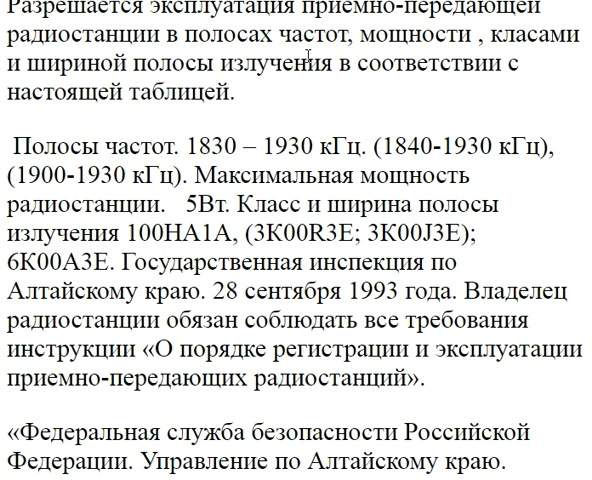 Разрешается эксплуатация приемно-передающей
радиостанции в полосах частот, мощности , класами
и шириной полосы излучения в соответствии с
настоящей таблицей.
Полосы частот. 1830 – 1930 кГц. (1840-1930 кГц),
(1900-1930 кГц). Максимальная мощность
радиостанции. 5Вт. Класс и ширина полосы
излучения 100НА1А, (3К00R3Е; 3К00J3Е);
6К00А3Е. Государственная инспекция по
Алтайскому краю. 28 сентября 1993 года. Владелец
радиостанции обязан соблюдать все требования
инструкции «О порядке регистрации и эксплуатации
приемно-передающих радиостанций».
«Федеральная служба безопасности Российской
Федерации. Управление по Алтайскому краю.